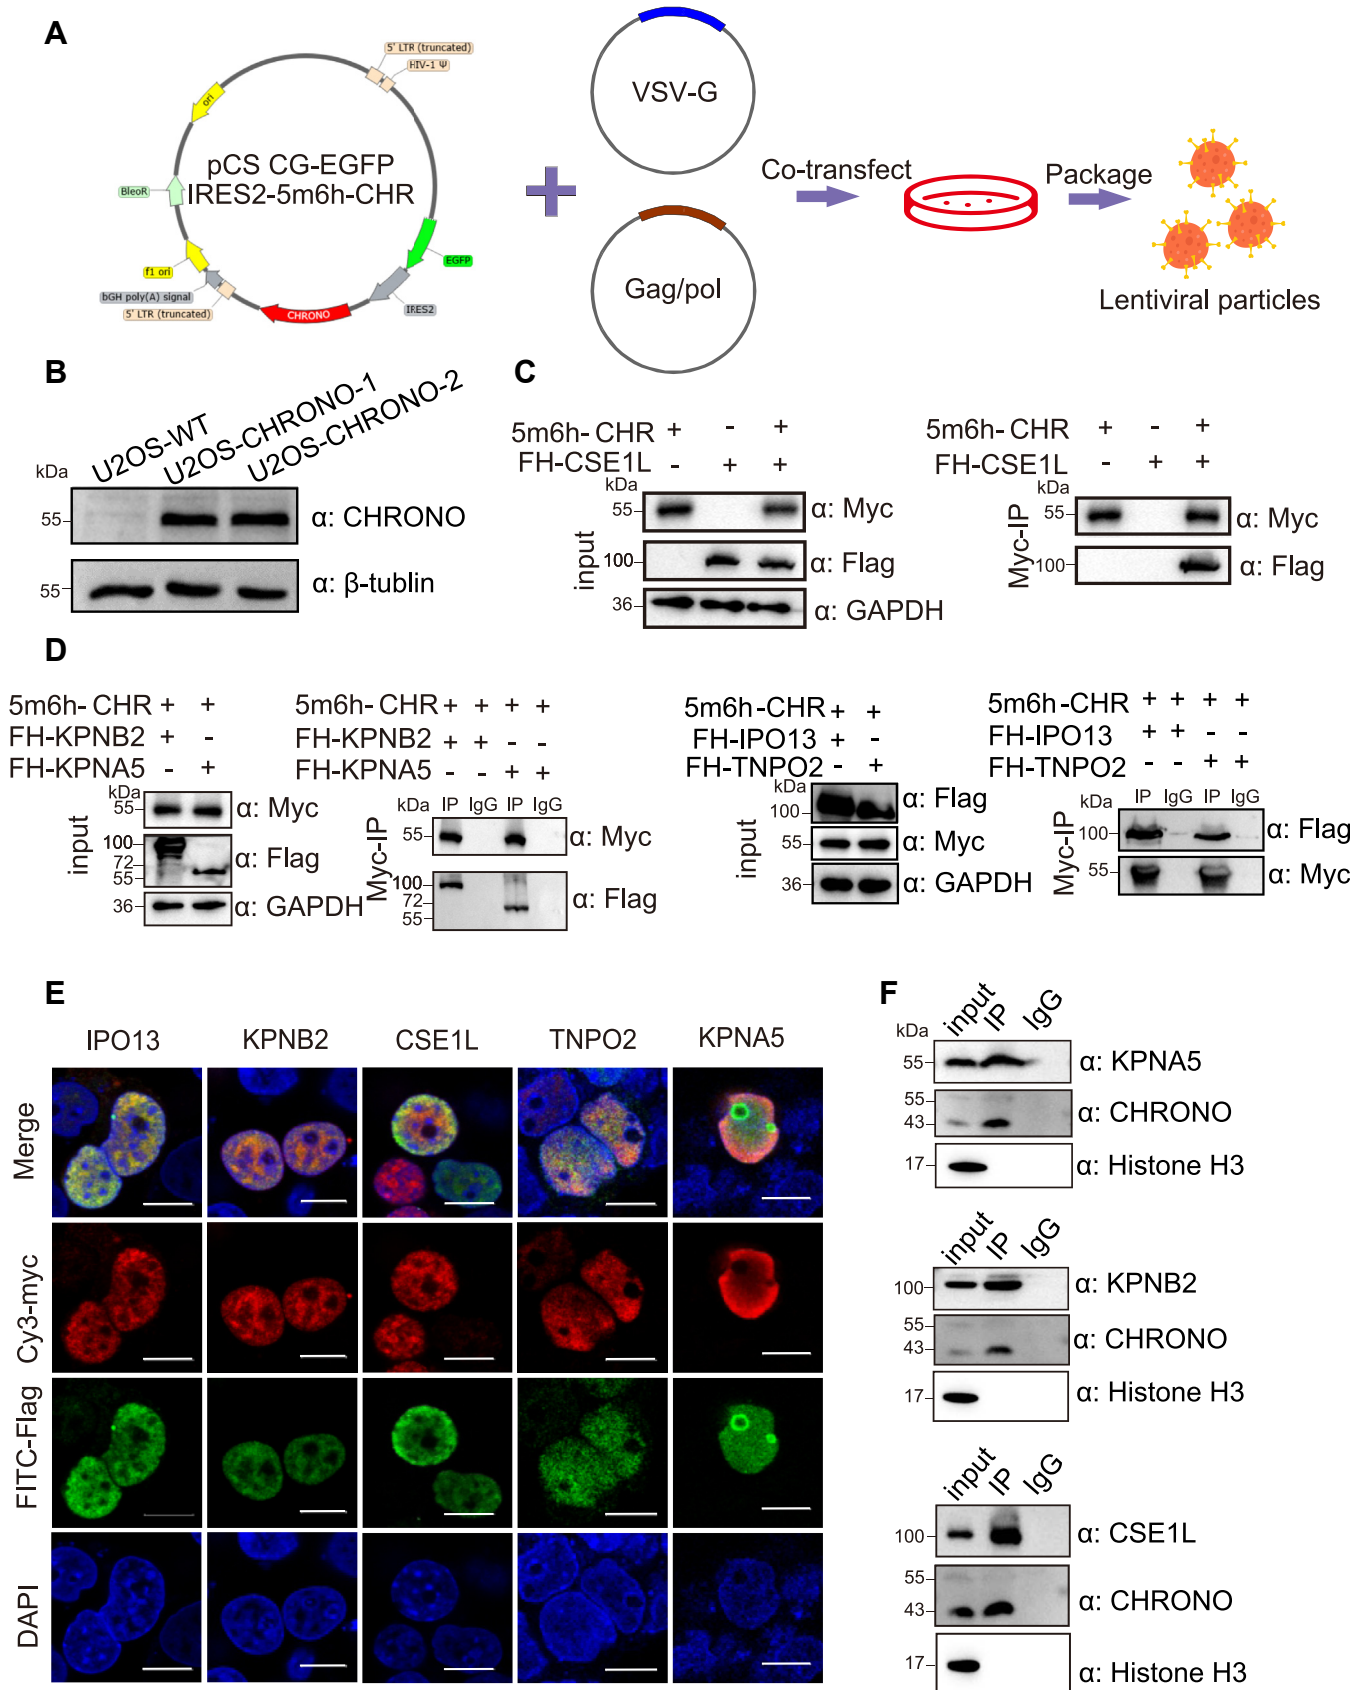 A
5' LTR (truncated)
HIV-1 Ψ
ori
pCS CG-EGFP
IRES2-5m6h-CHR
BleoR
EGFP
f1 ori
bGH poly(A) signal
5' LTR (truncated)
CHRONO
IRES2
VSV-G
Gag/pol
Co-transfect
Package
Lentiviral particles
B
U2OS-WT
U2OS-CHRONO-1
U2OS-CHRONO-2
kDa
55 α: CHRONO
55 α: β-tublin
C
5m6h-CHR + - +
FH-CSE1L - + +
kDa
input
55 α: Myc
100 α: Flag
36 α: GAPDH
5m6h-CHR + - +
FH-CSE1L - + +
kDa
Myc-IP
55 α: Myc
100 α: Flag
D
5m6h-CHR + +
FH-KPNB2 + -
FH-KPNA5 - +
kDa
input
55 α: Myc
100
72 α: Flag
55
36 α: GAPDH
5m6h-CHR + + + +
FH-KPNB2 + + - -
FH-KPNA5 - - + +
kDa IP IgG IP IgG
Myc-IP
55 α: Myc
100
72 α: Flag
55
5m6h-CHR + +
FH-IPO13 + -
FH-TNPO2 - +
kDa
input
100 α: Flag
55 α: Myc
36 α: GAPDH
5m6h-CHR + + + +
FH-IPO13 + + - -
FH-TNPO2 - - + +
kDa IP IgG IP IgG
Myc-IP
100 α: Flag
55 α: Myc
E
IPO13 KPNB2 CSE1L TNPO2 KPNA5
Merge
Cy3-myc
FITC-Flag
DAPI
F
input IP IgG
kDa
55 α: KPNA5
55
43 α: CHRONO
17 α: Histone H3
input IP IgG
100 α: KPNB2
55
43 α: CHRONO
17 α: Histone H3
input IP IgG
100 α: CSE1L
55
43 α: CHRONO
17 α: Histone H3